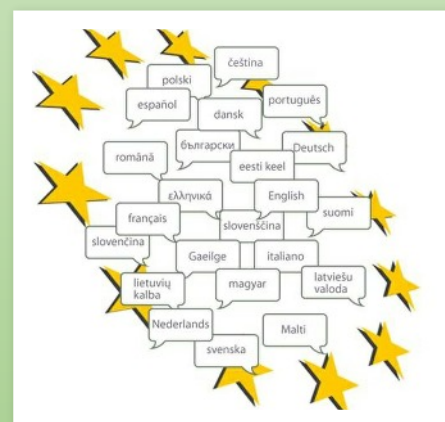 čeština
polski
português
español
dansk
български
Deutsch
română
eesti keel
ελληνικά
English
suomi
français
slovenščina
slovenčina
Gaeilge
italiano
latviešu
valoda
lietuvių
kalba
magyar
Nederlands
Malti
svenska